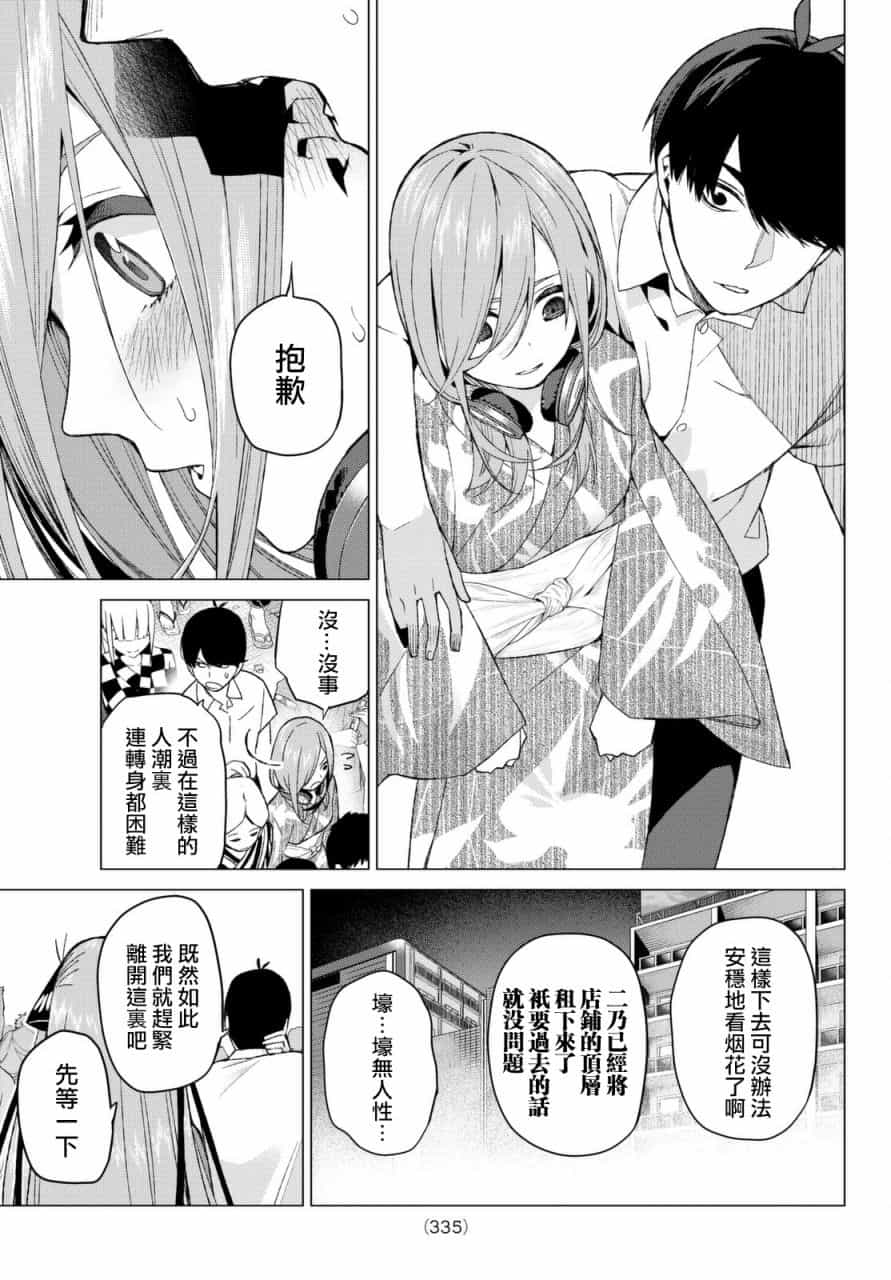 抱歉
沒…沒事
不過在這樣的
人潮裏
連轉身都困難
這樣下去可沒辦法
安穩地看烟花了啊
二乃已經將
店鋪的頂層
租下來了
衹要過去的話
就没問題
壕…壕無人性…
既然如此
我們就趕緊
離開這裏吧
先等一下
(335)